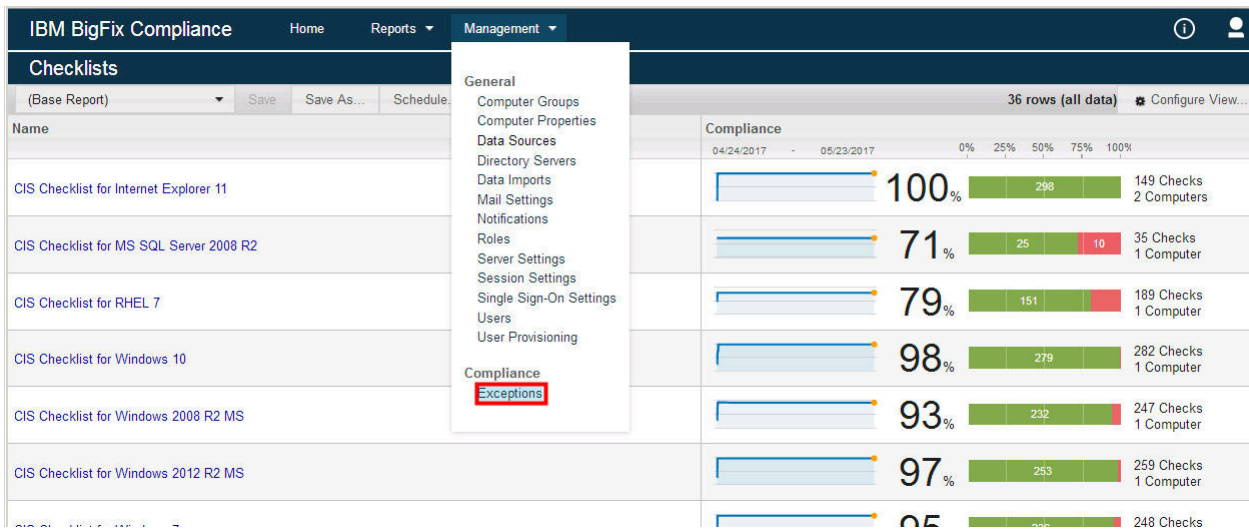 IBM BigFix Compliance Home Reports Management
Checklists
General
(Base Report) Save Save As... Schedule. 36 rows (all data) Configure View...
Computer Groups
Computer Properties
Data Sources
Directory Servers
Data Imports
Mail Settings
Notifications
Roles
Server Settings
Session Settings
Single Sign-On Settings
Users
User Provisioning
Compliance
Exceptions
Name Compliance
04/24/2017 - 05/23/2017 0% 25% 50% 75% 100%
CIS Checklist for Internet Explorer 11 100% 298 149 Checks
2 Computers
CIS Checklist for MS SQL Server 2008 R2 71% 25 10 35 Checks
1 Computer
CIS Checklist for RHEL 7 79% 151 189 Checks
1 Computer
CIS Checklist for Windows 10 98% 279 282 Checks
1 Computer
CIS Checklist for Windows 2008 R2 MS 93% 232 247 Checks
1 Computer
CIS Checklist for Windows 2012 R2 MS 97% 253 259 Checks
1 Computer
95 248 Checks